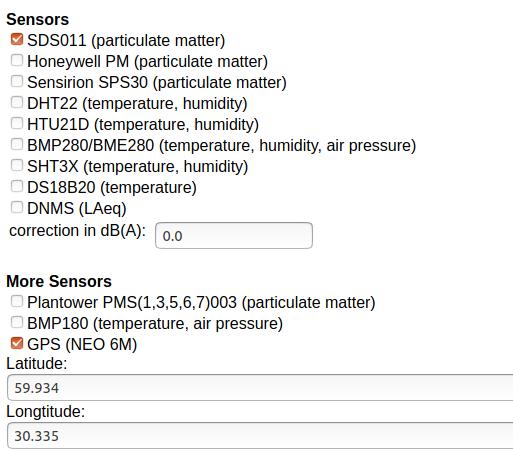 Sensors
SDS011 (particulate matter)
Honeywell PM (particulate matter)
Sensirion SPS30 (particulate matter)
DHT22 (temperature, humidity)
HTU21D (temperature, humidity)
BMP280/BME280 (temperature, humidity, air pressure)
SHT3X (temperature, humidity)
DS18B20 (temperature)
DNMS (LAeq)
correction in dB(A): 0.0
More Sensors
Plantower PMS(1,3,5,6,7)003 (particulate matter)
BMP180 (temperature, air pressure)
GPS (NEO 6M)
Latitude:
59.934
Longtitude:
30.335